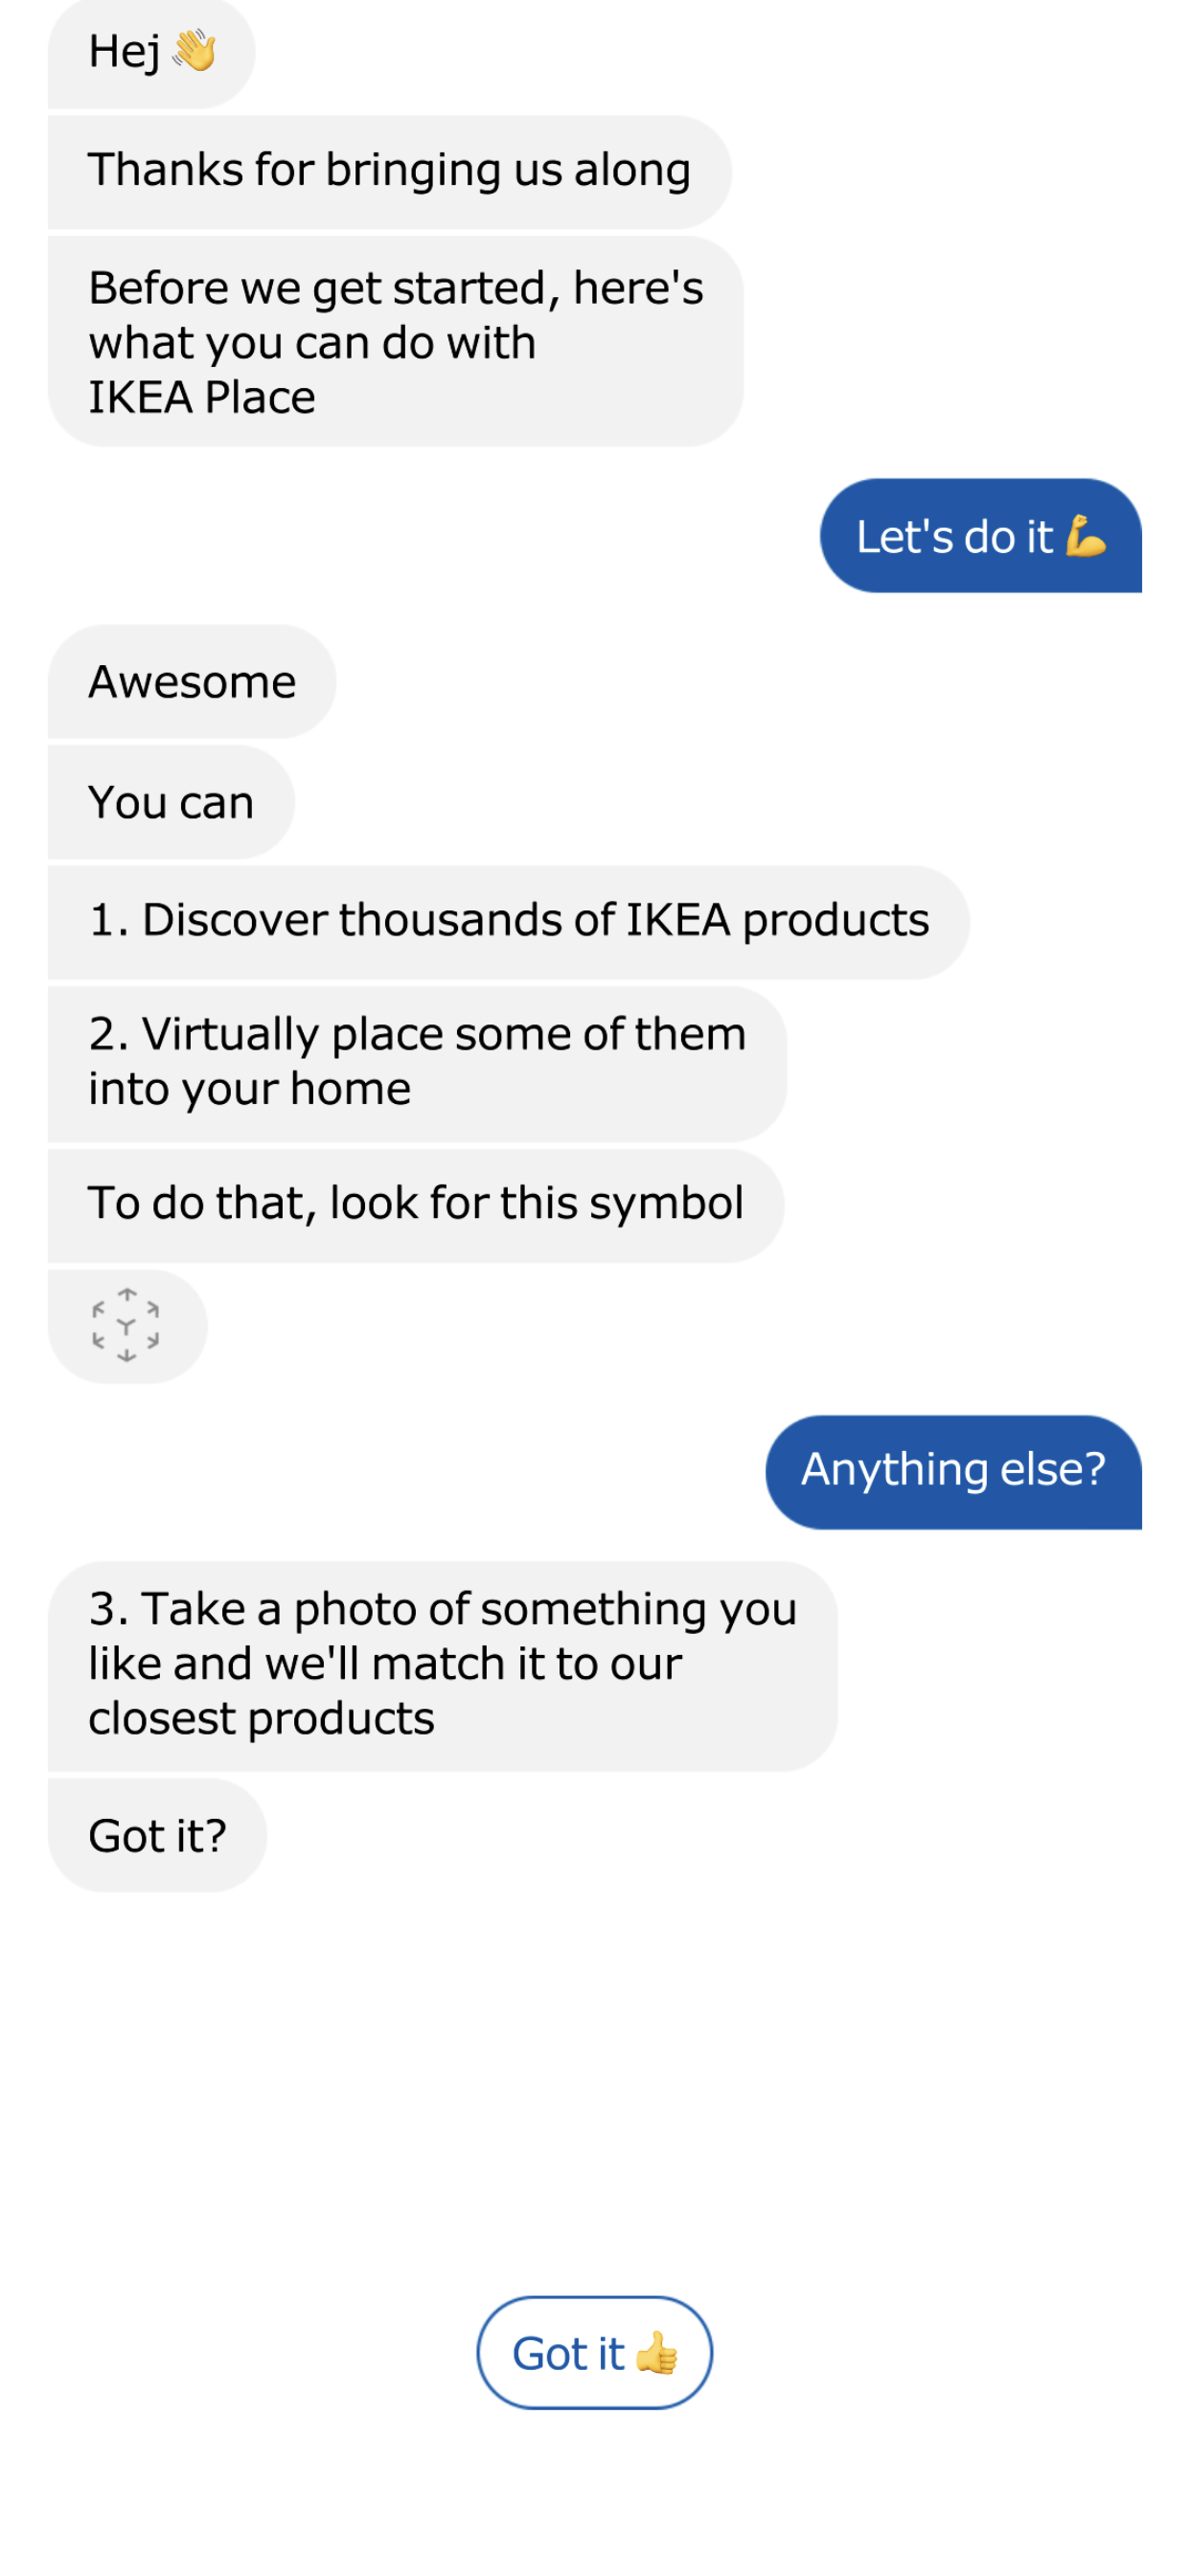 Hej 👋
Thanks for bringing us along
Before we get started, here's
what you can do with
IKEA Place
Let's do it 💪
Awesome
You can
1. Discover thousands of IKEA products
2. Virtually place some of them
into your home
To do that, look for this symbol
Anything else?
3. Take a photo of something you
like and we'll match it to our
closest products
Got it?
Got it 👍